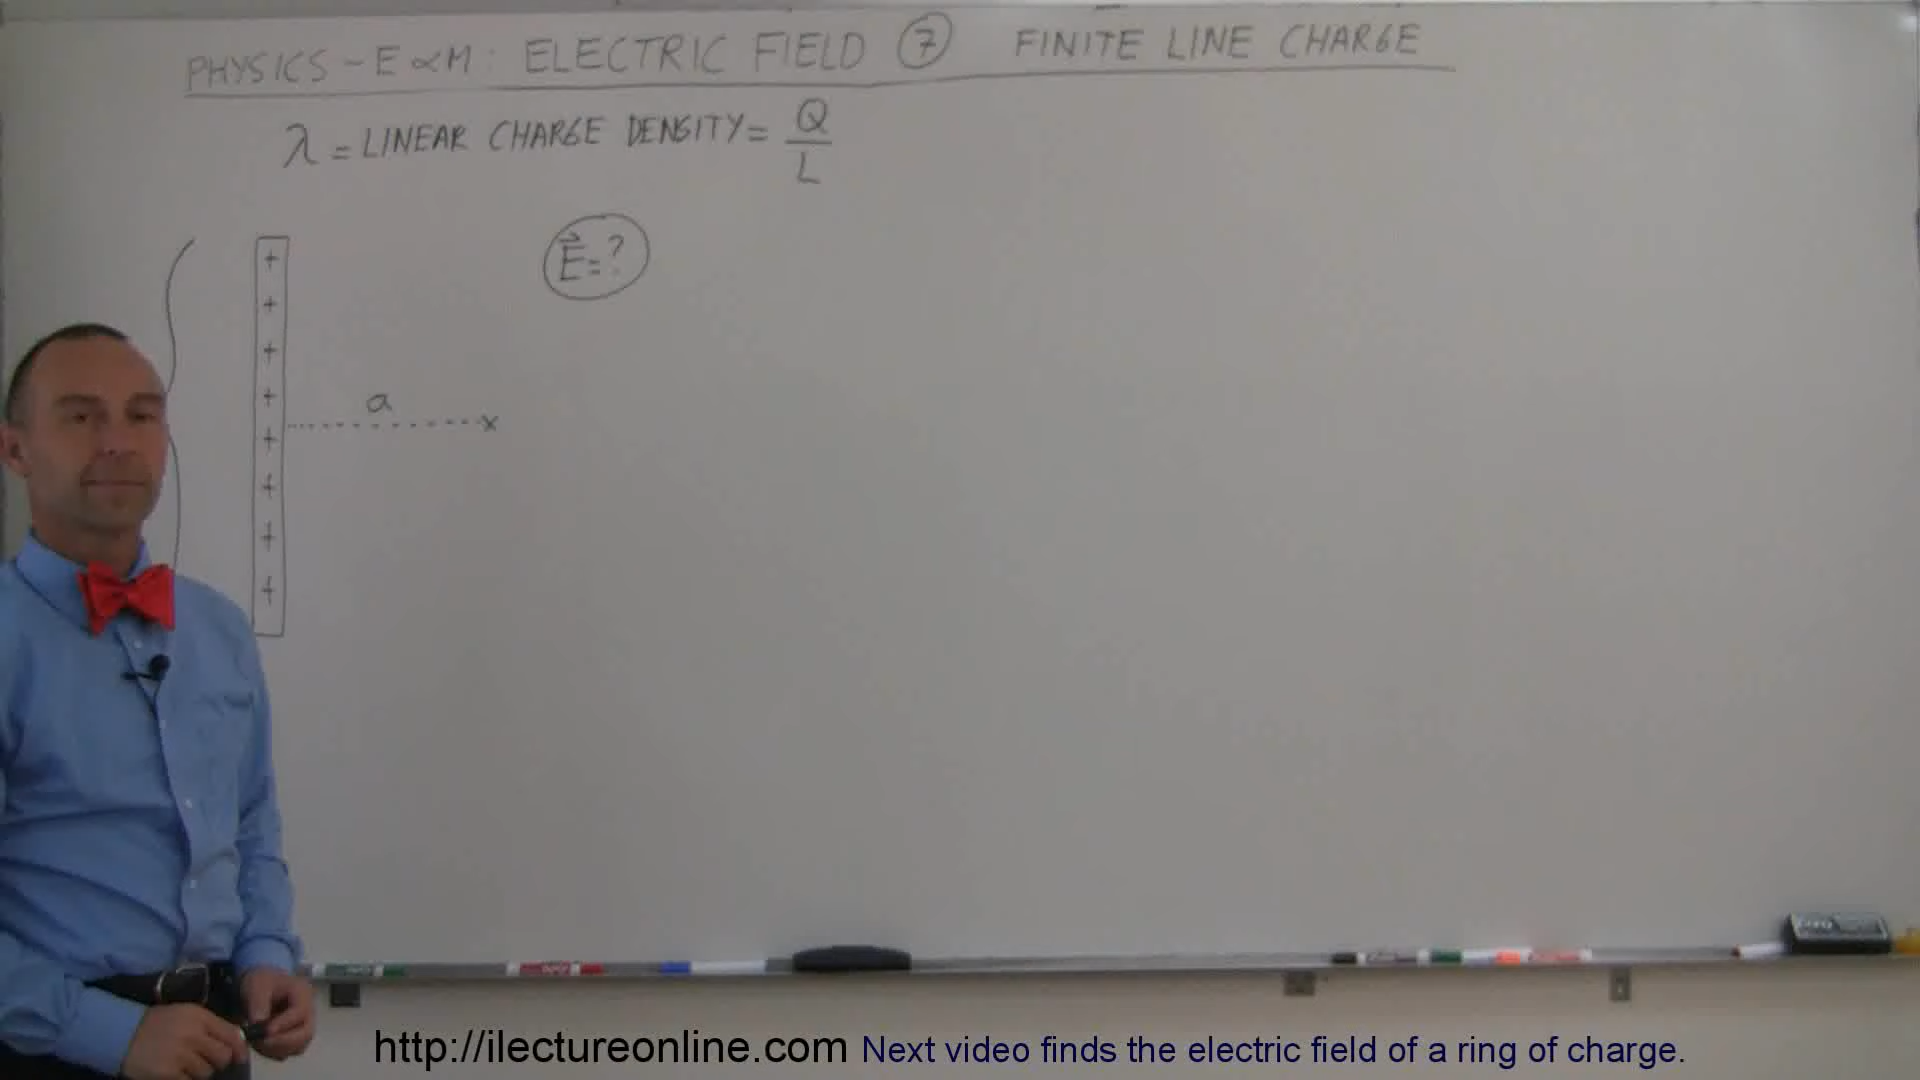 PHYSICS - E & M: ELECTRIC FIELD ⑦ FINITE LINE CHARGE
λ = LINEAR CHARGE DENSITY = Q/L
E⃗ = ?
+
+
+
+
a
x
+
+
+
+
http://ilectureonline.com Next video finds the electric field of a ring of charge.